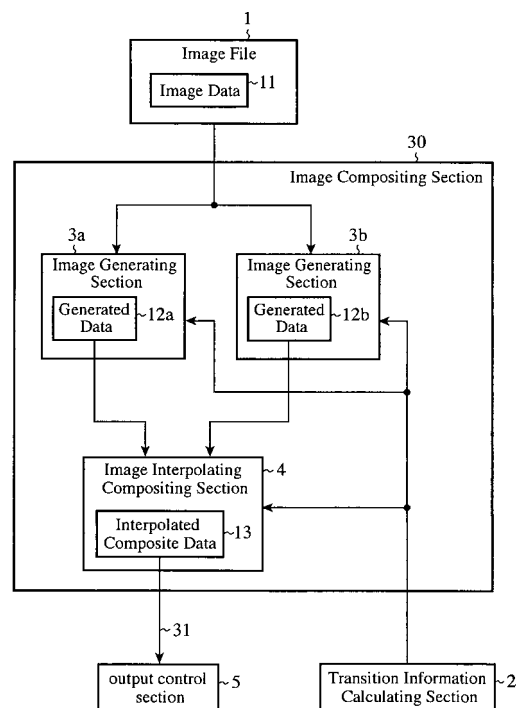 1
Image File
Image Data
11
30
Image Compositing Section
3a
Image Generating
Section
Generated
Data
12a
3b
Image Generating
Section
Generated
Data
12b
Image Interpolating
Compositing Section
4
Interpolated
Composite Data
13
31
output control
section
5
Transition Information
Calculating Section
2